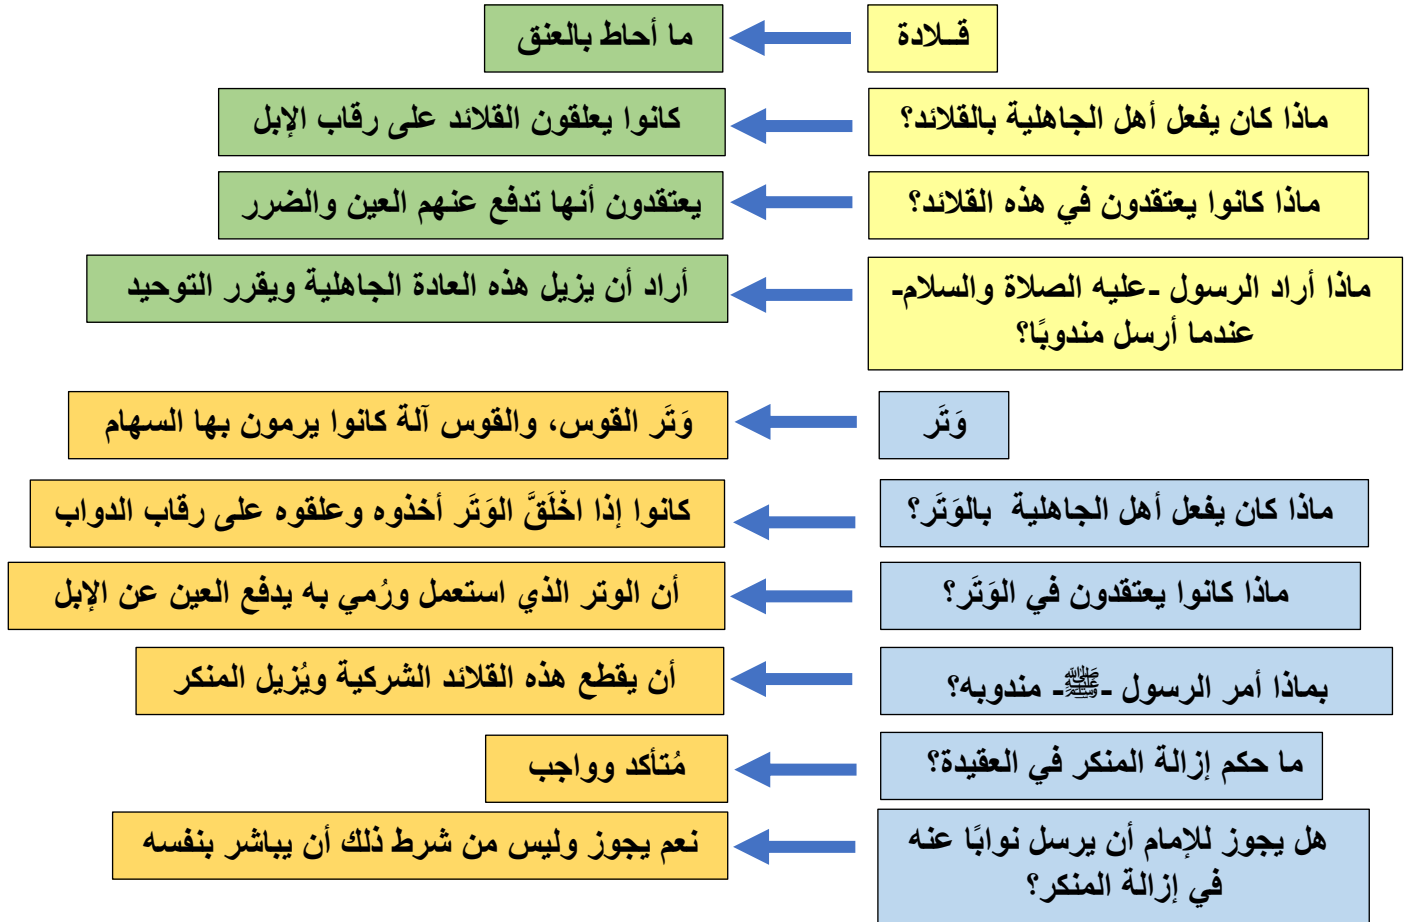 قــلادة
ما أحاط بالعنق
ماذا كان يفعل أهل الجاهلية بالقلائد؟
كانوا يعلقون القلائد على رقاب الإبل
ماذا كانوا يعتقدون في هذه القلائد؟
يعتقدون أنها تدفع عنهم العين والضرر
ماذا أراد الرسول -عليه الصلاة والسلام-
عندما أرسل مندوبًا؟
أراد أن يزيل هذه العادة الجاهلية ويقرر التوحيد
وَتَر
وَتَر القوس، والقوس آلة كانوا يرمون بها السهام
ماذا كان يفعل أهل الجاهلية بالوَتَر؟
كانوا إذا اخْلَقَّ الوَتَر أخذوه وعلقوه على رقاب الدواب
ماذا كانوا يعتقدون في الوَتَر؟
أن الوتر الذي استعمل ورُمي به يدفع العين عن الإبل
بماذا أمر الرسول -ﷺ- مندوبه؟
أن يقطع هذه القلائد الشركية ويُزيل المنكر
ما حكم إزالة المنكر في العقيدة؟
مُتأكد وواجب
هل يجوز للإمام أن يرسل نوابًا عنه
في إزالة المنكر؟
نعم يجوز وليس من شرط ذلك أن يباشر بنفسه